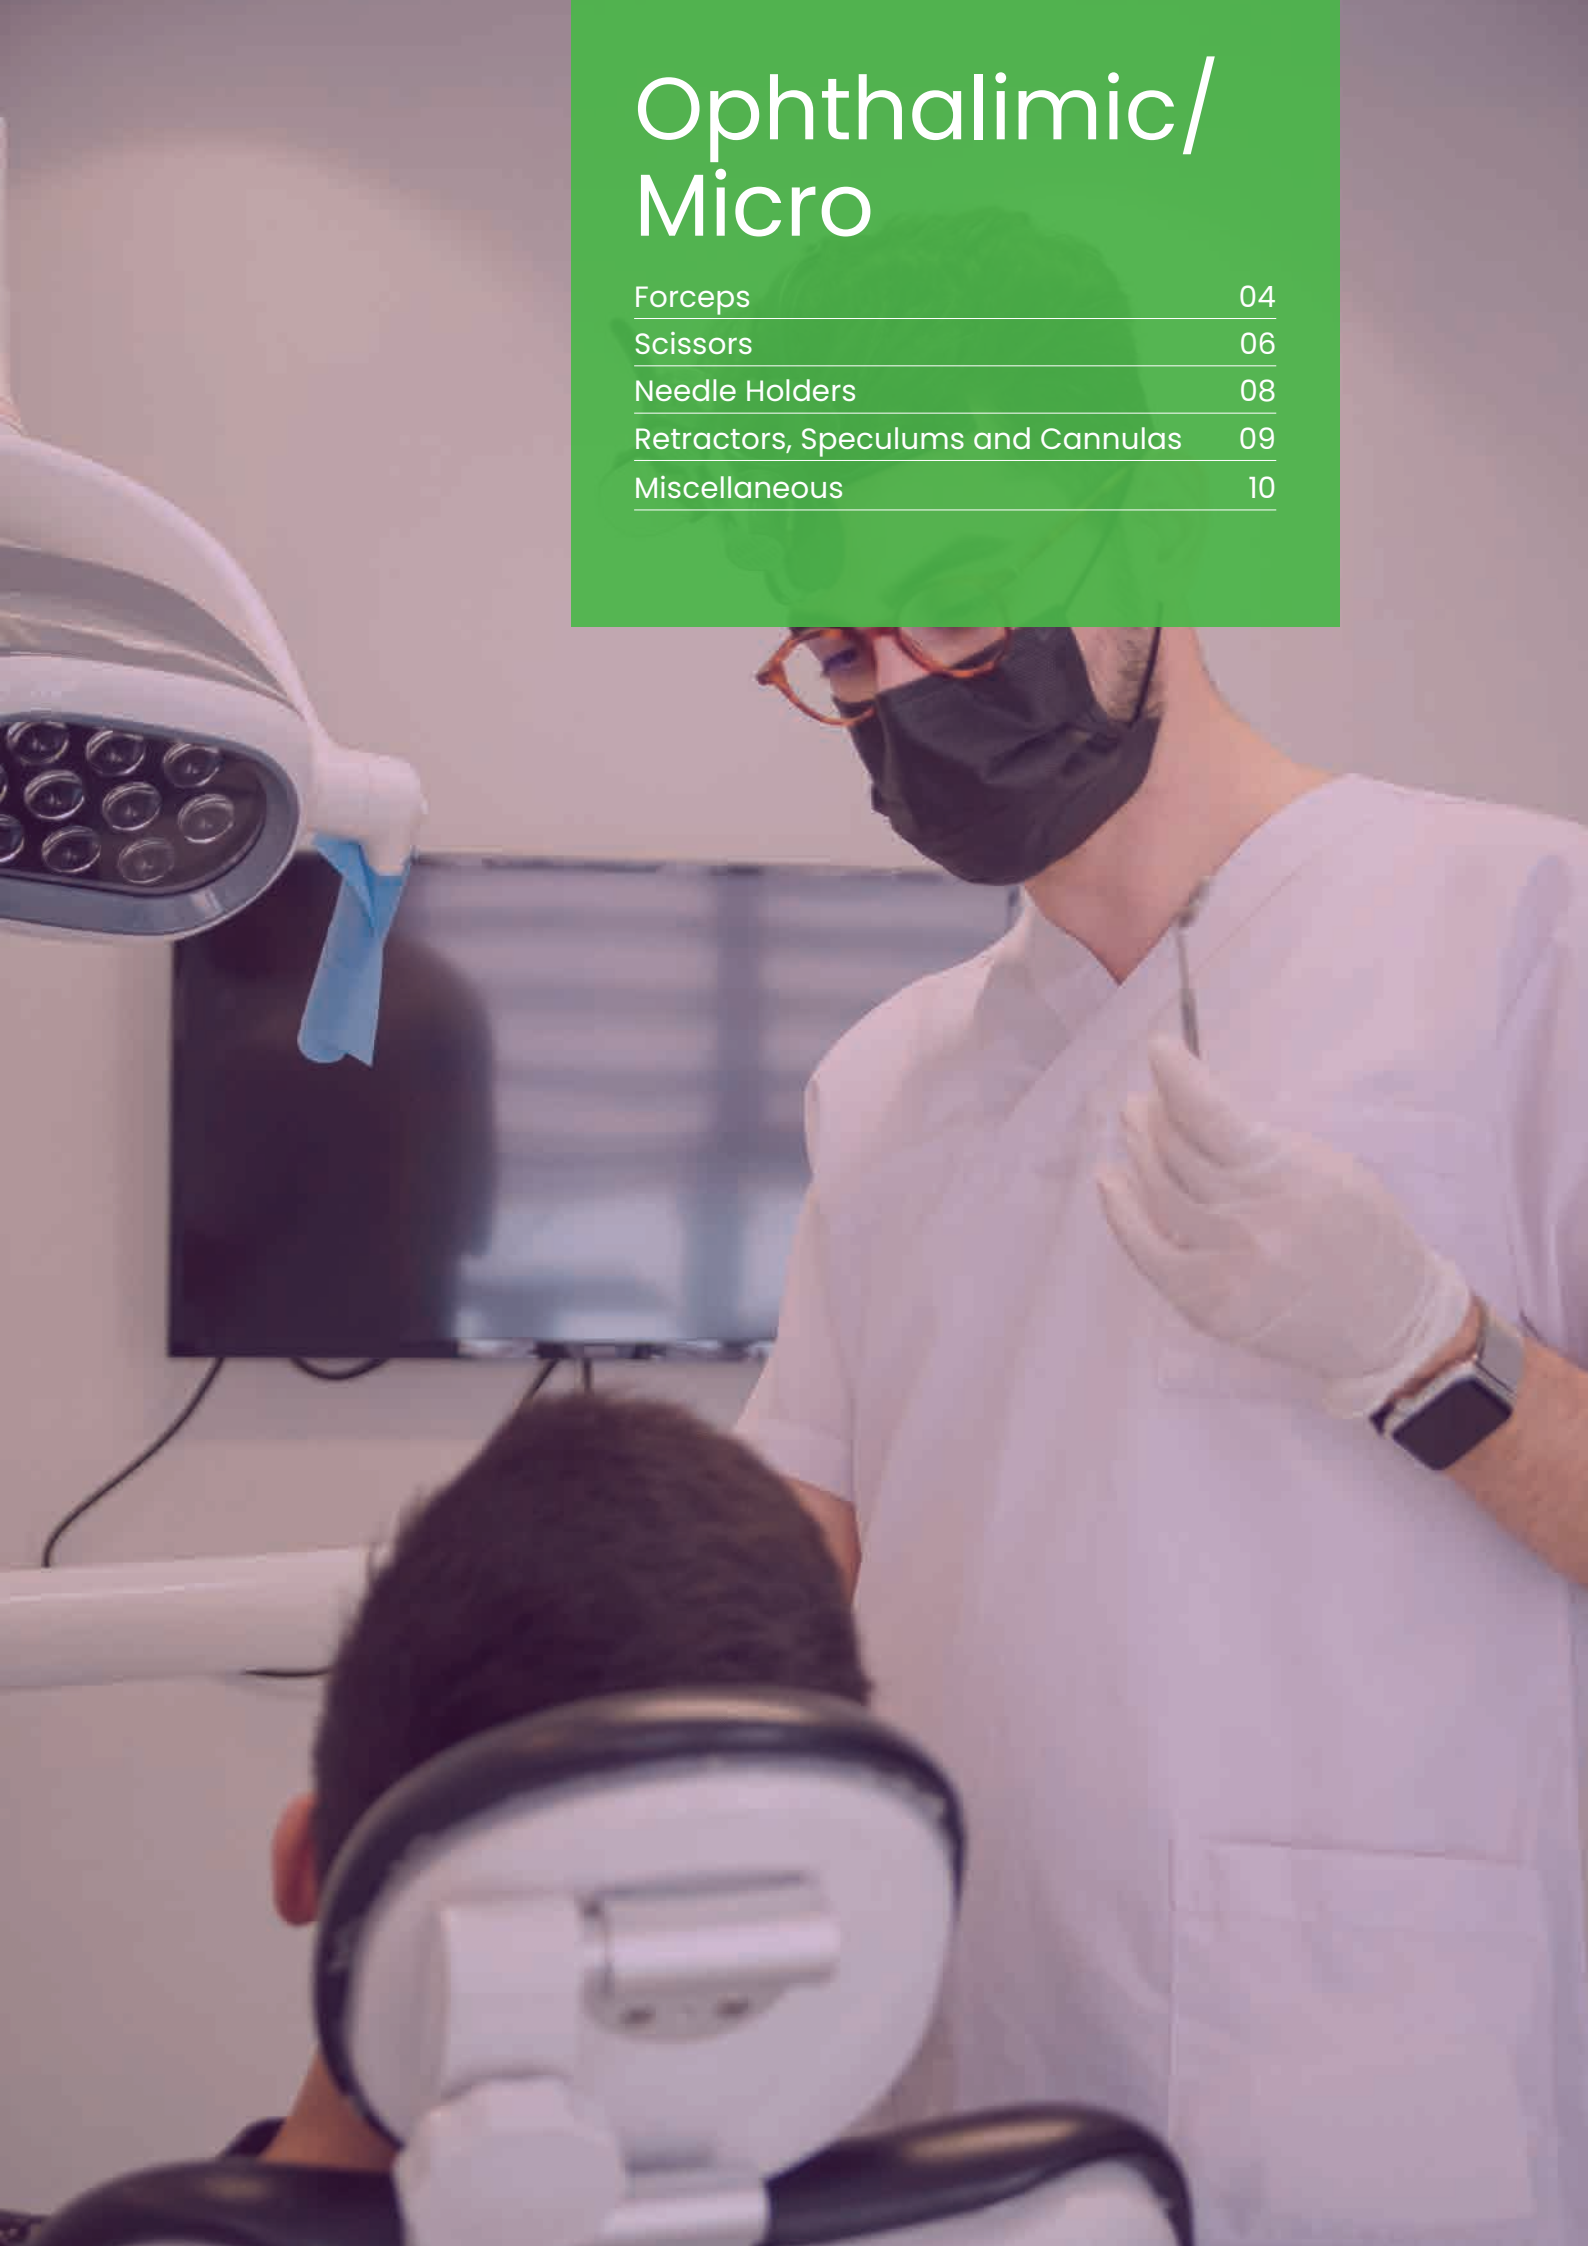 Ophthalimic/
Micro
Forceps 04
Scissors 06
Needle Holders 08
Retractors, Speculums and Cannulas 09
Miscellaneous 10